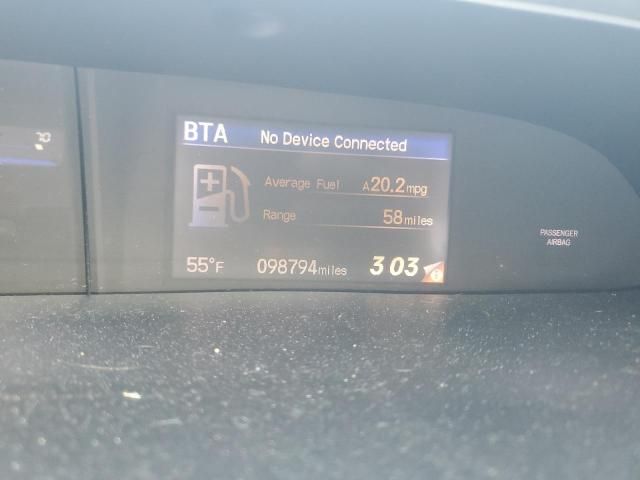 BTA No Device Connected
Average Fuel A20.2mpg
Range 58miles
PASSENGER
AIRBAG
55°F 098794miles 3 03